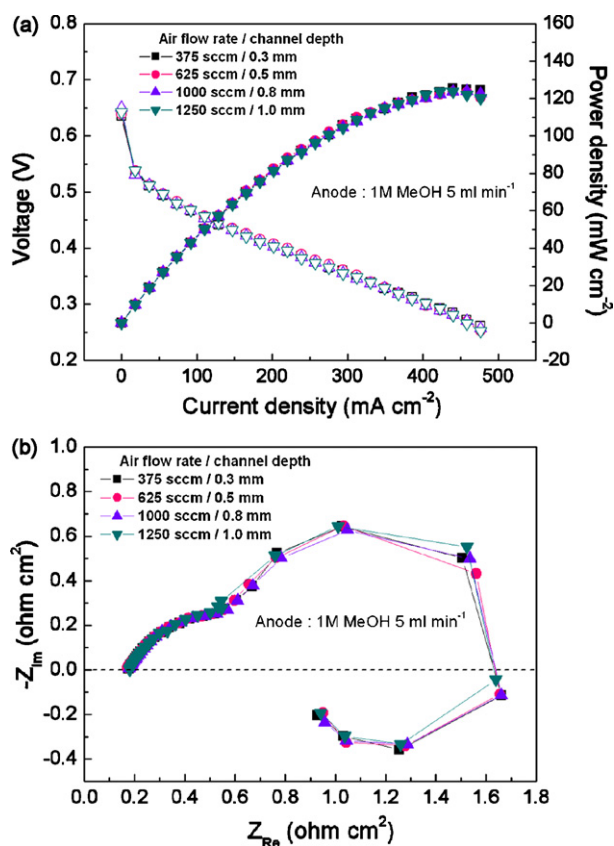 (a)
Air flow rate / channel depth
375 sccm / 0.3 mm
625 sccm / 0.5 mm
1000 sccm / 0.8 mm
1250 sccm / 1.0 mm
Anode : 1M MeOH 5 ml min⁻¹
0.8
0.7
0.6
0.5
0.4
0.3
0.2
Voltage (V)
160
140
120
100
80
60
40
20
0
-20
Power density (mW cm⁻²)
0 100 200 300 400 500
Current density (mA cm⁻²)
(b)
Air flow rate / channel depth
375 sccm / 0.3 mm
625 sccm / 0.5 mm
1000 sccm / 0.8 mm
1250 sccm / 1.0 mm
Anode : 1M MeOH 5 ml min⁻¹
1.0
0.8
0.6
0.4
0.2
0.0
-0.2
-0.4
-Z_Im (ohm cm²)
0.0 0.2 0.4 0.6 0.8 1.0 1.2 1.4 1.6 1.8
Z_Re (ohm cm²)